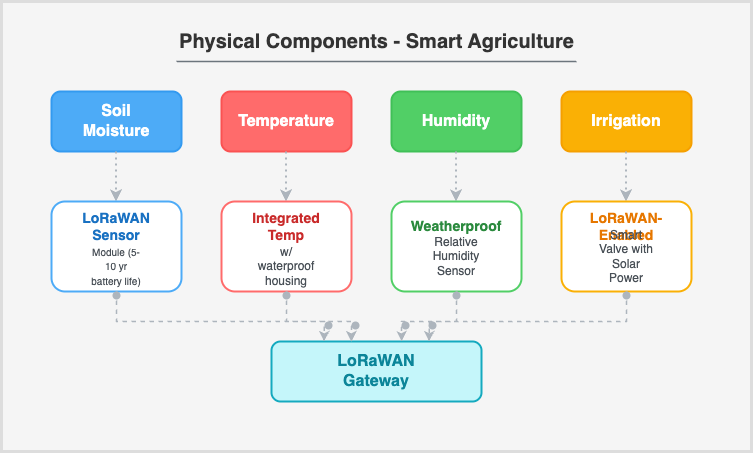 Physical Components - Smart Agriculture
Soil
Moisture
Temperature
Humidity
Irrigation
LoRaWAN
Sensor
Module (5-
10 yr
battery life)
Integrated
Temp
w/
waterproof
housing
Weatherproof
Relative
Humidity
Sensor
LoRaWAN-
Enabled
Smart
Valve with
Solar
Power
LoRaWAN
Gateway